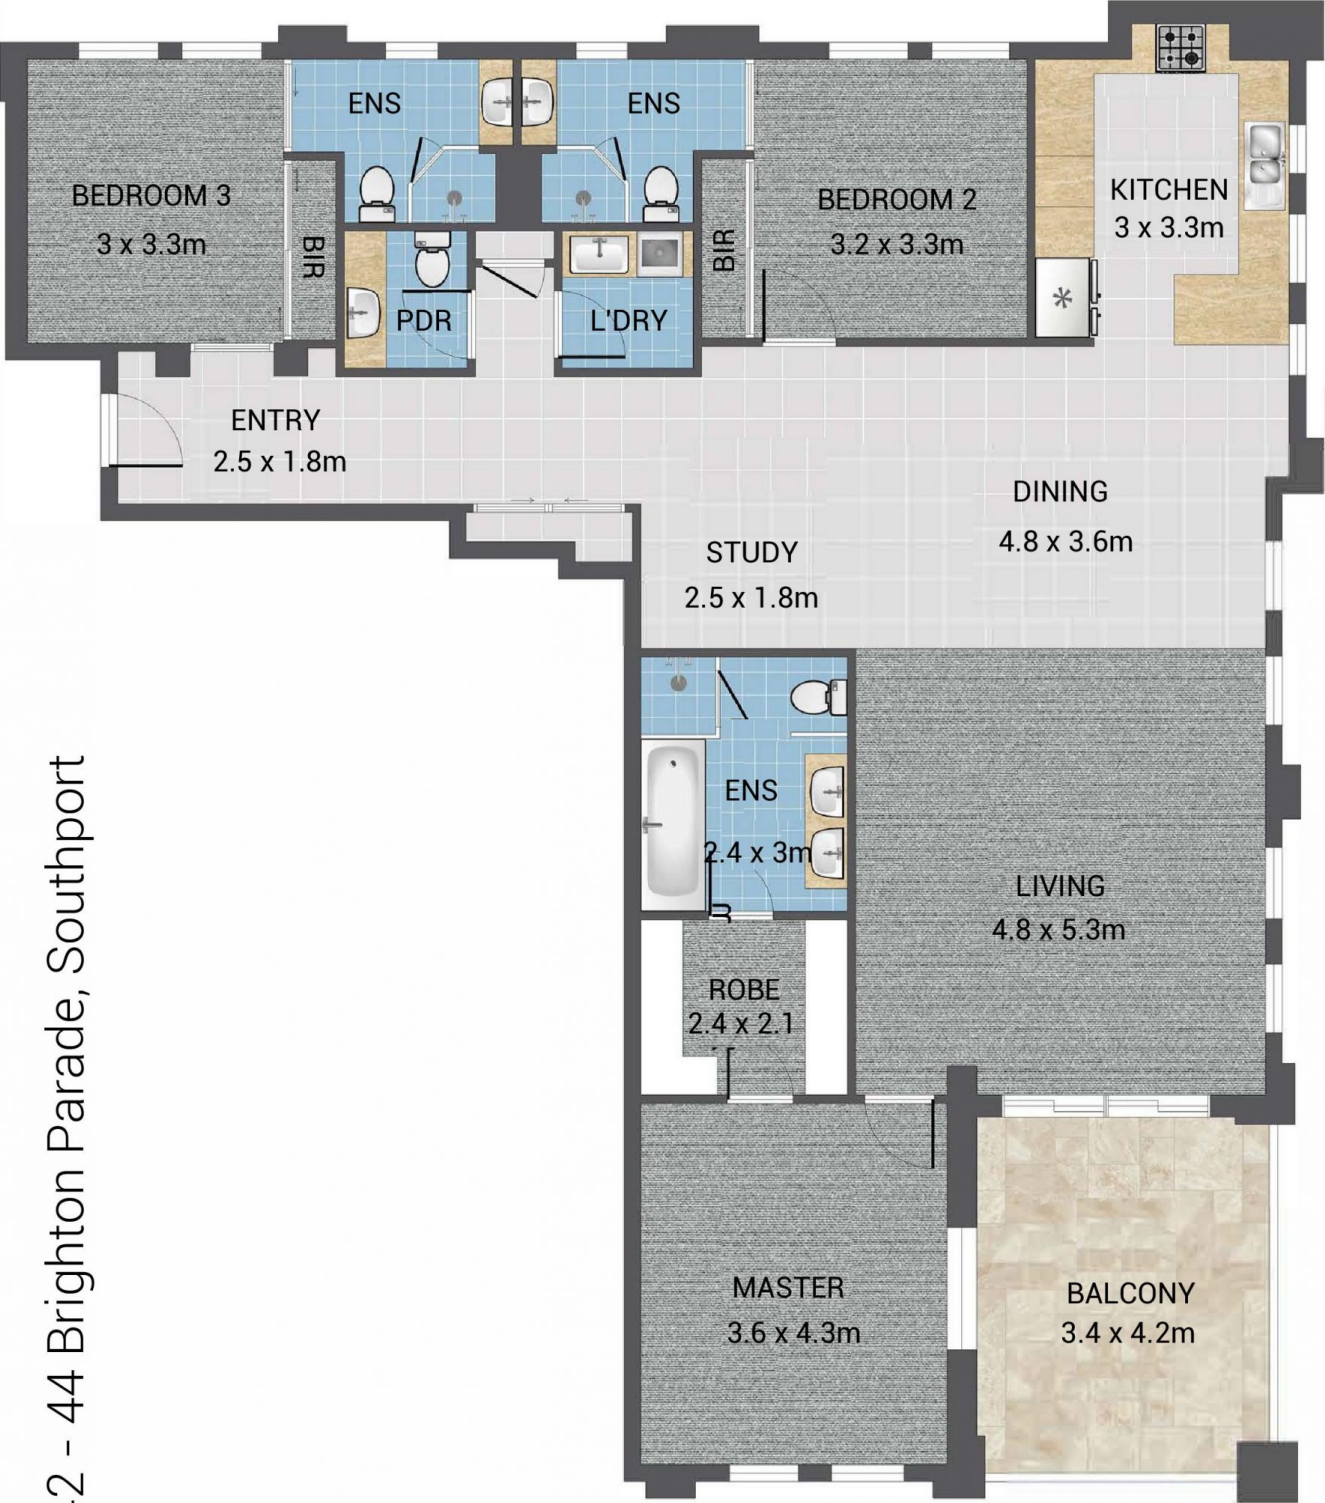 ENS
ENS
BEDROOM 3
3 x 3.3m
BIR
BIR
BEDROOM 2
3.2 x 3.3m
KITCHEN
3 x 3.3m
PDR
L'DRY
ENTRY
2.5 x 1.8m
DINING
4.8 x 3.6m
STUDY
2.5 x 1.8m
ENS
2.4 x 3m
LIVING
4.8 x 5.3m
ROBE
2.4 x 2.1
MASTER
3.6 x 4.3m
BALCONY
3.4 x 4.2m
2 - 44 Brighton Parade, Southport